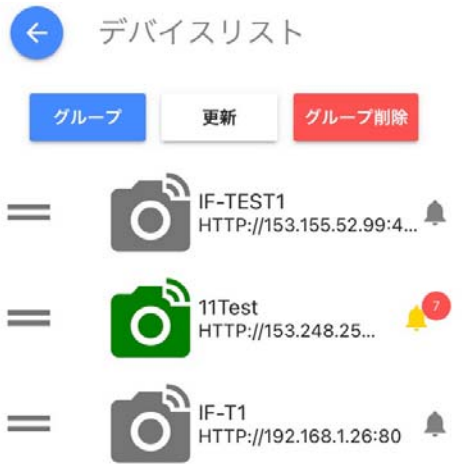 デバイスリスト
グループ 更新 グループ削除
IF-TEST1
HTTP://153.155.52.99:4...
11Test
HTTP://153.248.25...
7
IF-T1
HTTP://192.168.1.26:80